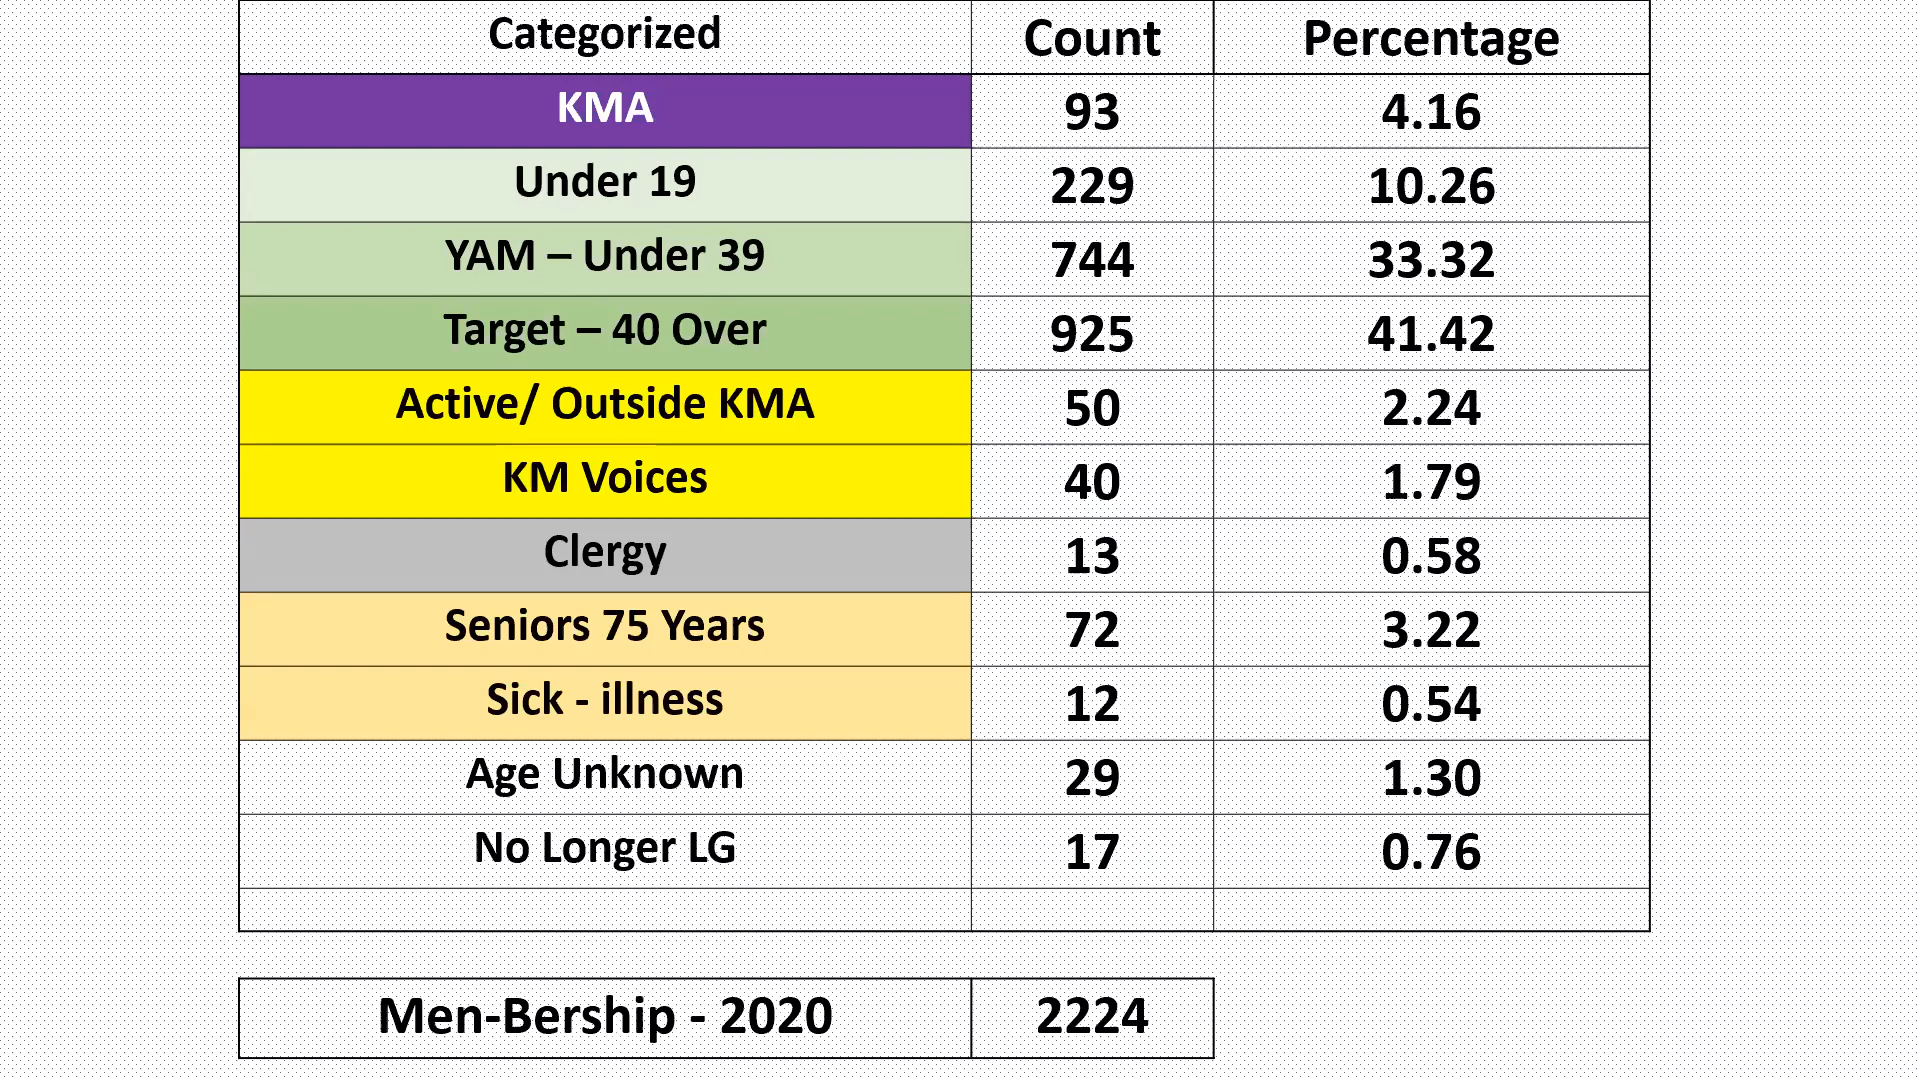 Categorized Count Percentage
KMA 93 4.16
Under 19 229 10.26
YAM – Under 39 744 33.32
Target – 40 Over 925 41.42
Active/ Outside KMA 50 2.24
KM Voices 40 1.79
Clergy 13 0.58
Seniors 75 Years 72 3.22
Sick - illness 12 0.54
Age Unknown 29 1.30
No Longer LG 17 0.76
Men-Bership - 2020 2224